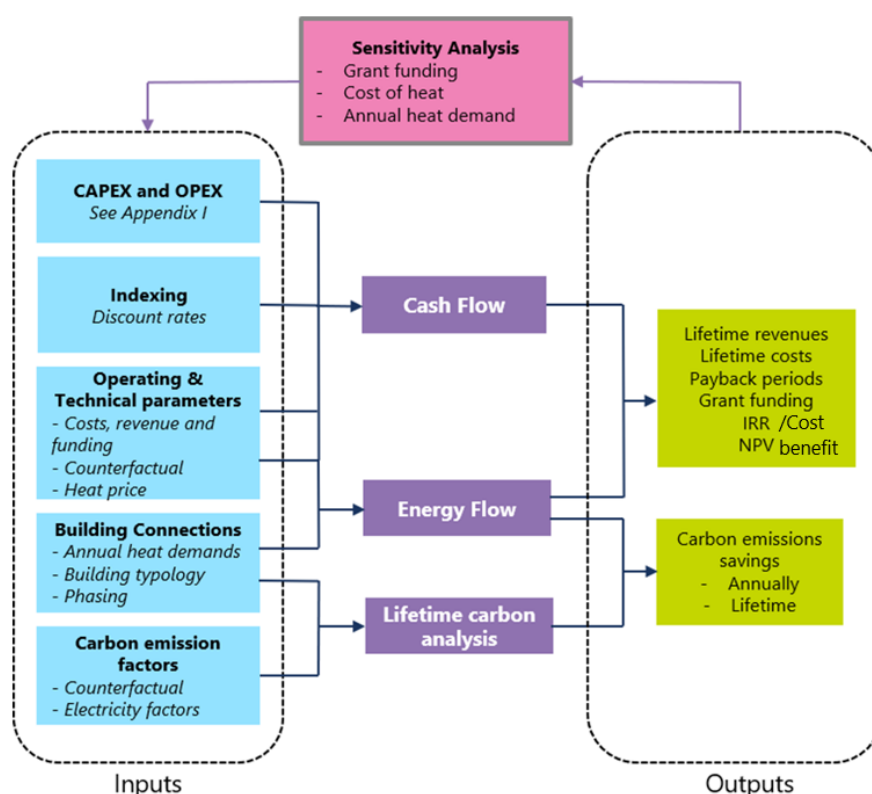 Sensitivity Analysis
- Grant funding
- Cost of heat
- Annual heat demand
CAPEX and OPEX
See Appendix I
Indexing
Discount rates
Operating &
Technical parameters
- Costs, revenue and
funding
- Counterfactual
- Heat price
Building Connections
- Annual heat demands
- Building typology
- Phasing
Carbon emission
factors
- Counterfactual
- Electricity factors
Inputs
Cash Flow
Energy Flow
Lifetime carbon
analysis
Lifetime revenues
Lifetime costs
Payback periods
Grant funding
IRR /Cost
NPV benefit
Carbon emissions
savings
- Annually
- Lifetime
Outputs